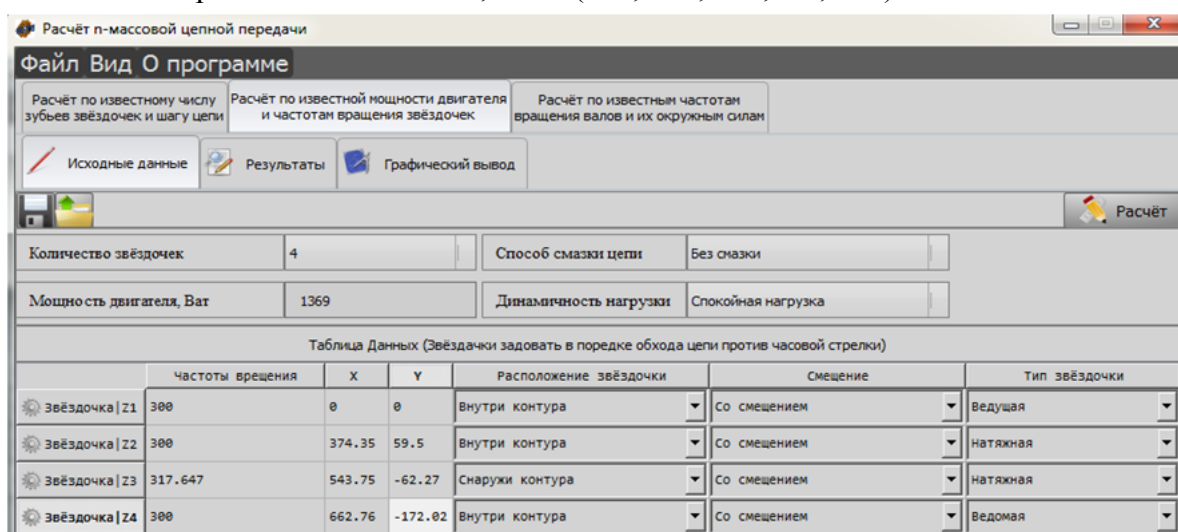 Расчёт n-массовой цепной передачи
Файл Вид О программе
Расчёт по известному числу зубьев звёздочек и шагу цепи
Расчёт по известной мощности двигателя и частотам вращения звёздочек
Расчёт по известным частотам вращения валов и их окружным силам
Исходные данные Результаты Графический вывод
Расчёт
Количество звёздочек 4 Способ смазки цепи Без смазки
Мощность двигателя, Ват 1369 Динамичность нагрузки Спокойная нагрузка
Таблица Данных (Звёздачки задовать в поредке обхода цепи против часовой стрелки)
Частоты врещения X Y Расположение звёздочки Смещение Тип звёздочки
Звёздочка|Z1 300 0 0 Внутри контура Со смещением Ведущая
Звёздочка|Z2 300 374.35 59.5 Внутри контура Со смещением Натяжная
Звёздочка|Z3 317.647 543.75 -62.27 Снаружи контура Со смещением Натяжная
Звёздочка|Z4 300 662.76 -172.02 Внутри контура Со смещением Ведомая